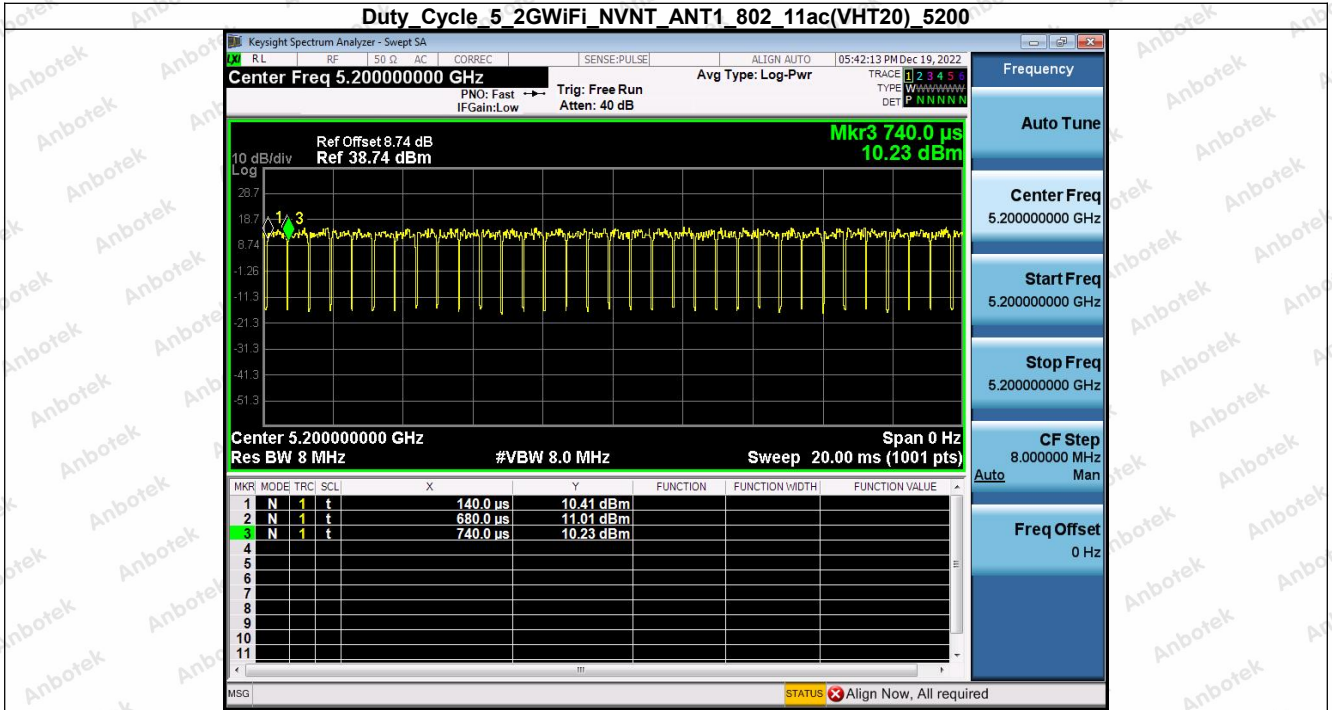 Duty_Cycle_5_2GWiFi_NVNT_ANT1_802_11ac(VHT20)_5200
Keysight Spectrum Analyzer - Swept SA
LXI RL RF 50 Ω AC CORREC SENSE:PULSE ALIGN AUTO 05:42:13 PM Dec 19, 2022
Center Freq 5.200000000 GHz
PNO: Fast
IFGain:Low
Trig: Free Run
Atten: 40 dB
Avg Type: Log-Pwr
TRACE 1 2 3 4 5 6
TYPE WWWWWW
DET P N N N N N
Mkr3 740.0 µs
10.23 dBm
Ref Offset 8.74 dB
10 dB/div Ref 38.74 dBm
Log
28.7
18.7
8.74
-1.26
-11.3
-21.3
-31.3
-41.3
-51.3
1 3
Center 5.200000000 GHz Span 0 Hz
Res BW 8 MHz #VBW 8.0 MHz Sweep 20.00 ms (1001 pts)
MKR MODE TRC SCL X Y FUNCTION FUNCTION WIDTH FUNCTION VALUE
1 N 1 t 140.0 µs 10.41 dBm
2 N 1 t 680.0 µs 11.01 dBm
3 N 1 t 740.0 µs 10.23 dBm
4
5
6
7
8
9
10
11
MSG STATUS Align Now, All required
Frequency
Auto Tune
Center Freq
5.200000000 GHz
Start Freq
5.200000000 GHz
Stop Freq
5.200000000 GHz
CF Step
8.000000 MHz
Auto Man
Freq Offset
0 Hz
Anbotek